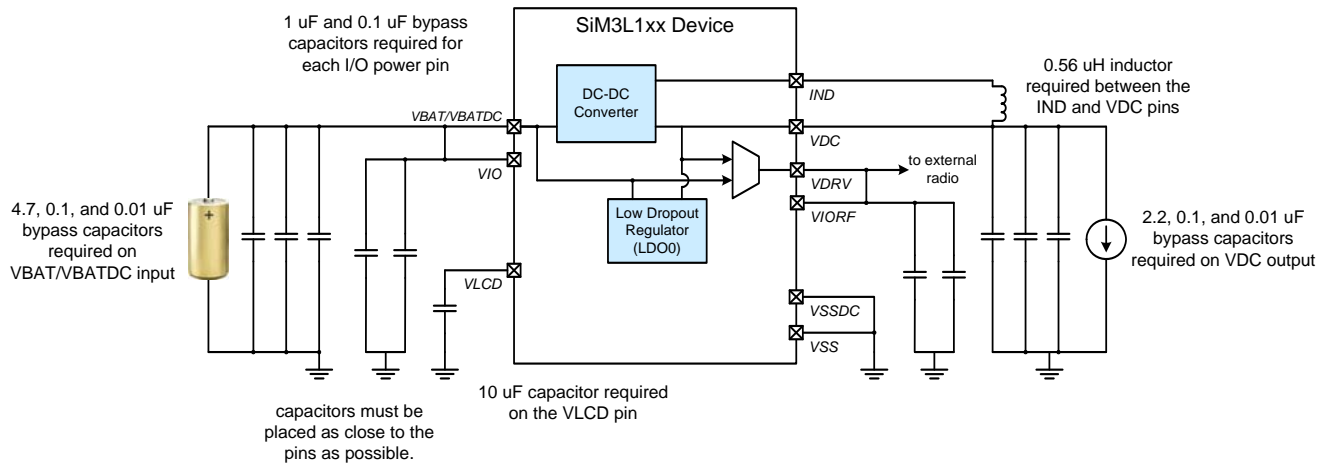 1 uF and 0.1 uF bypass
capacitors required for
each I/O power pin
SiM3L1xx Device
DC-DC
Converter
IND
0.56 uH inductor
required between the
IND and VDC pins
VBAT/VBATDC
VDC
VIO
VDRV
to external
radio
VIORF
Low Dropout
Regulator
(LDO0)
4.7, 0.1, and 0.01 uF
bypass capacitors
required on
VBAT/VBATDC input
+
2.2, 0.1, and 0.01 uF
bypass capacitors
required on VDC output
VLCD
VSSDC
VSS
10 uF capacitor required
on the VLCD pin
capacitors must be
placed as close to the
pins as possible.